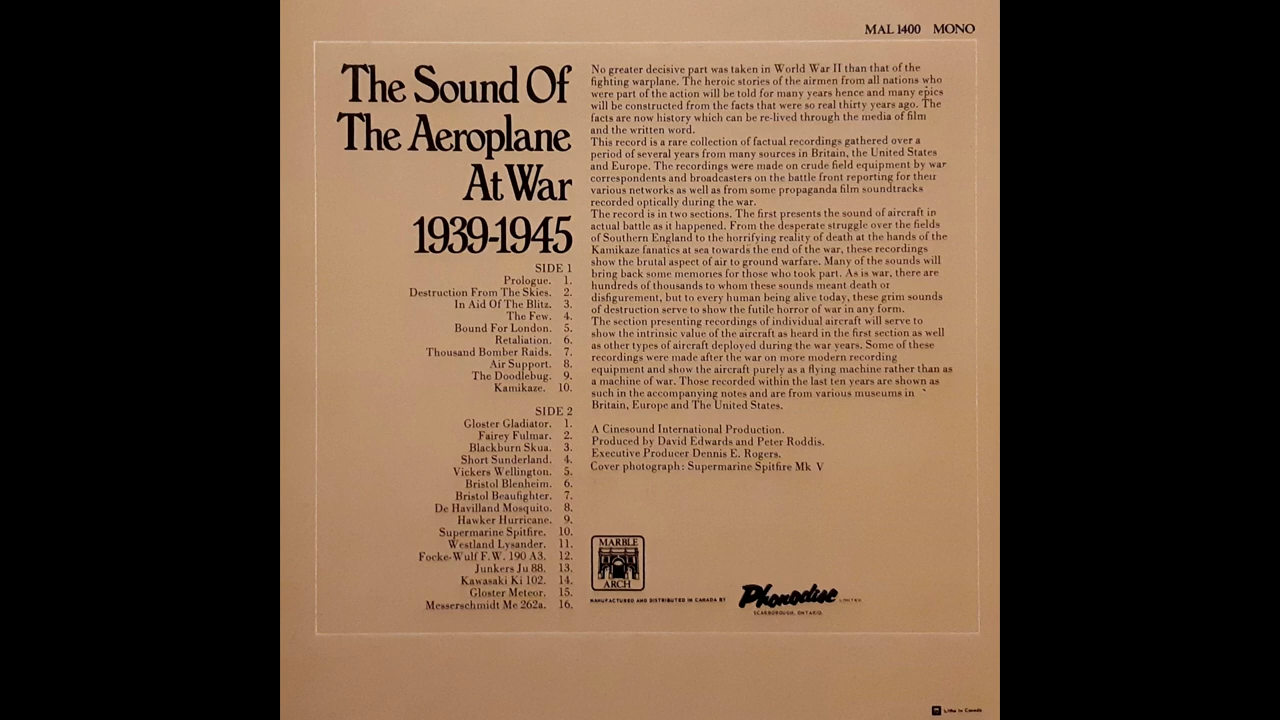 MAL 1400 MONO
The Sound Of
The Aeroplane
At War
1939-1945
SIDE 1
Prologue. 1.
Destruction From The Skies. 2.
In Aid Of The Blitz. 3.
The Few. 4.
Bound For London. 5.
Retaliation. 6.
Thousand Bomber Raids. 7.
Air Support. 8.
The Doodlebug. 9.
Kamikaze. 10.
SIDE 2
Gloster Gladiator. 1.
Fairey Fulmar. 2.
Blackburn Skua. 3.
Short Sunderland. 4.
Vickers Wellington. 5.
Bristol Blenheim. 6.
Bristol Beaufighter. 7.
De Havilland Mosquito. 8.
Hawker Hurricane. 9.
Supermarine Spitfire. 10.
Westland Lysander. 11.
Focke-Wulf F.W. 190 A3. 12.
Junkers Ju 88. 13.
Kawasaki Ki 102. 14.
Gloster Meteor. 15.
Messerschmidt Me 262a. 16.
No greater decisive part was taken in World War II than that of the
fighting warplane. The heroic stories of the airmen from all nations who
were part of the action will be told for many years hence and many epics
will be constructed from the facts that were so real thirty years ago. The
facts are now history which can be re-lived through the media of film
and the written word.
This record is a rare collection of factual recordings gathered over a
period of several years from many sources in Britain, the United States
and Europe. The recordings were made on crude field equipment by war
correspondents and broadcasters on the battle front reporting for their
various networks as well as from some propaganda film soundtracks
recorded optically during the war.
The record is in two sections. The first presents the sound of aircraft in
actual battle as it happened. From the desperate struggle over the fields
of Southern England to the horrifying reality of death at the hands of the
Kamikaze fanatics at sea towards the end of the war, these recordings
show the brutal aspect of air to ground warfare. Many of the sounds will
bring back some memories for those who took part. As is war, there are
hundreds of thousands to whom these sounds meant death or
disfigurement, but to every human being alive today, these grim sounds
of destruction serve to show the futile horror of war in any form.
The section presenting recordings of individual aircraft will serve to
show the intrinsic value of the aircraft as heard in the first section as well
as other types of aircraft deployed during the war years. Some of these
recordings were made after the war on more modern recording
equipment and show the aircraft purely as a flying machine rather than as
a machine of war. Those recorded within the last ten years are shown as
such in the accompanying notes and are from various museums in
Britain, Europe and The United States.
A Cinesound International Production.
Produced by David Edwards and Peter Roddis.
Executive Producer Dennis E. Rogers.
Cover photograph: Supermarine Spitfire Mk V
MARBLE
ARCH
MANUFACTURED AND DISTRIBUTED IN CANADA BY Phonodisc LIMITED
SCARBOROUGH, ONTARIO.
Litho in Canada